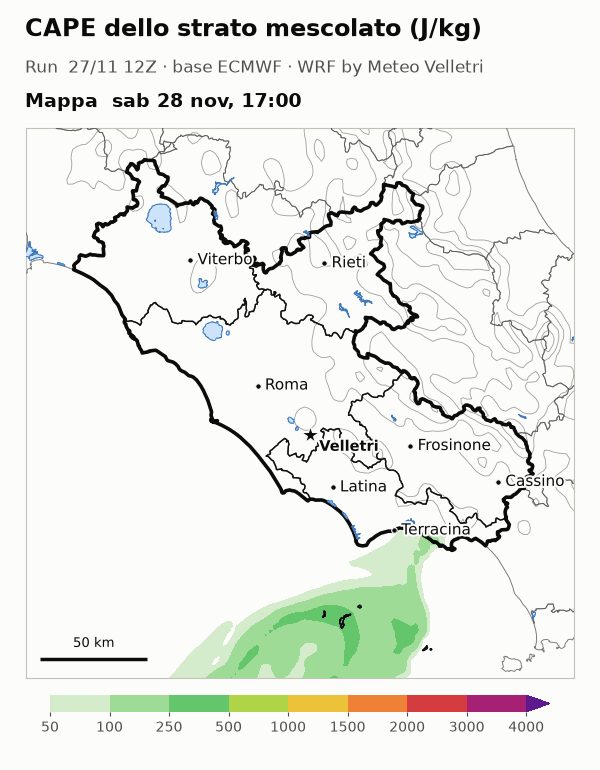 CAPE dello strato mescolato (J/kg)
Run 27/11 12Z · base ECMWF · WRF by Meteo Velletri
Mappa sab 28 nov, 17:00
Viterbo
Rieti
Roma
Velletri
Frosinone
Cassino
Latina
Terracina
50 km
50 100 250 500 1000 1500 2000 3000 4000